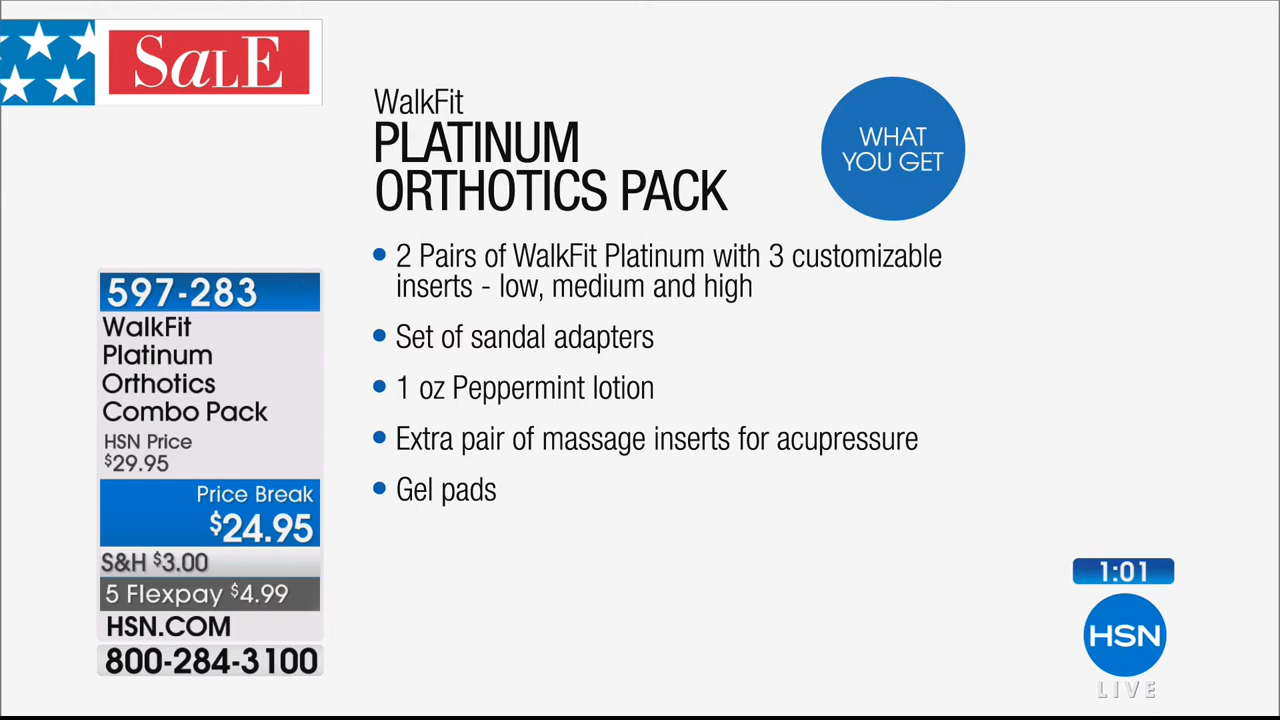 SaLE
WalkFit
PLATINUM
ORTHOTICS PACK
WHAT
YOU GET
• 2 Pairs of WalkFit Platinum with 3 customizable
inserts - low, medium and high
• Set of sandal adapters
• 1 oz Peppermint lotion
• Extra pair of massage inserts for acupressure
• Gel pads
597-283
WalkFit
Platinum
Orthotics
Combo Pack
HSN Price
$29.95
Price Break
$24.95
S&H $3.00
5 Flexpay $4.99
HSN.COM
800-284-3100
1:01
HSN
LIVE